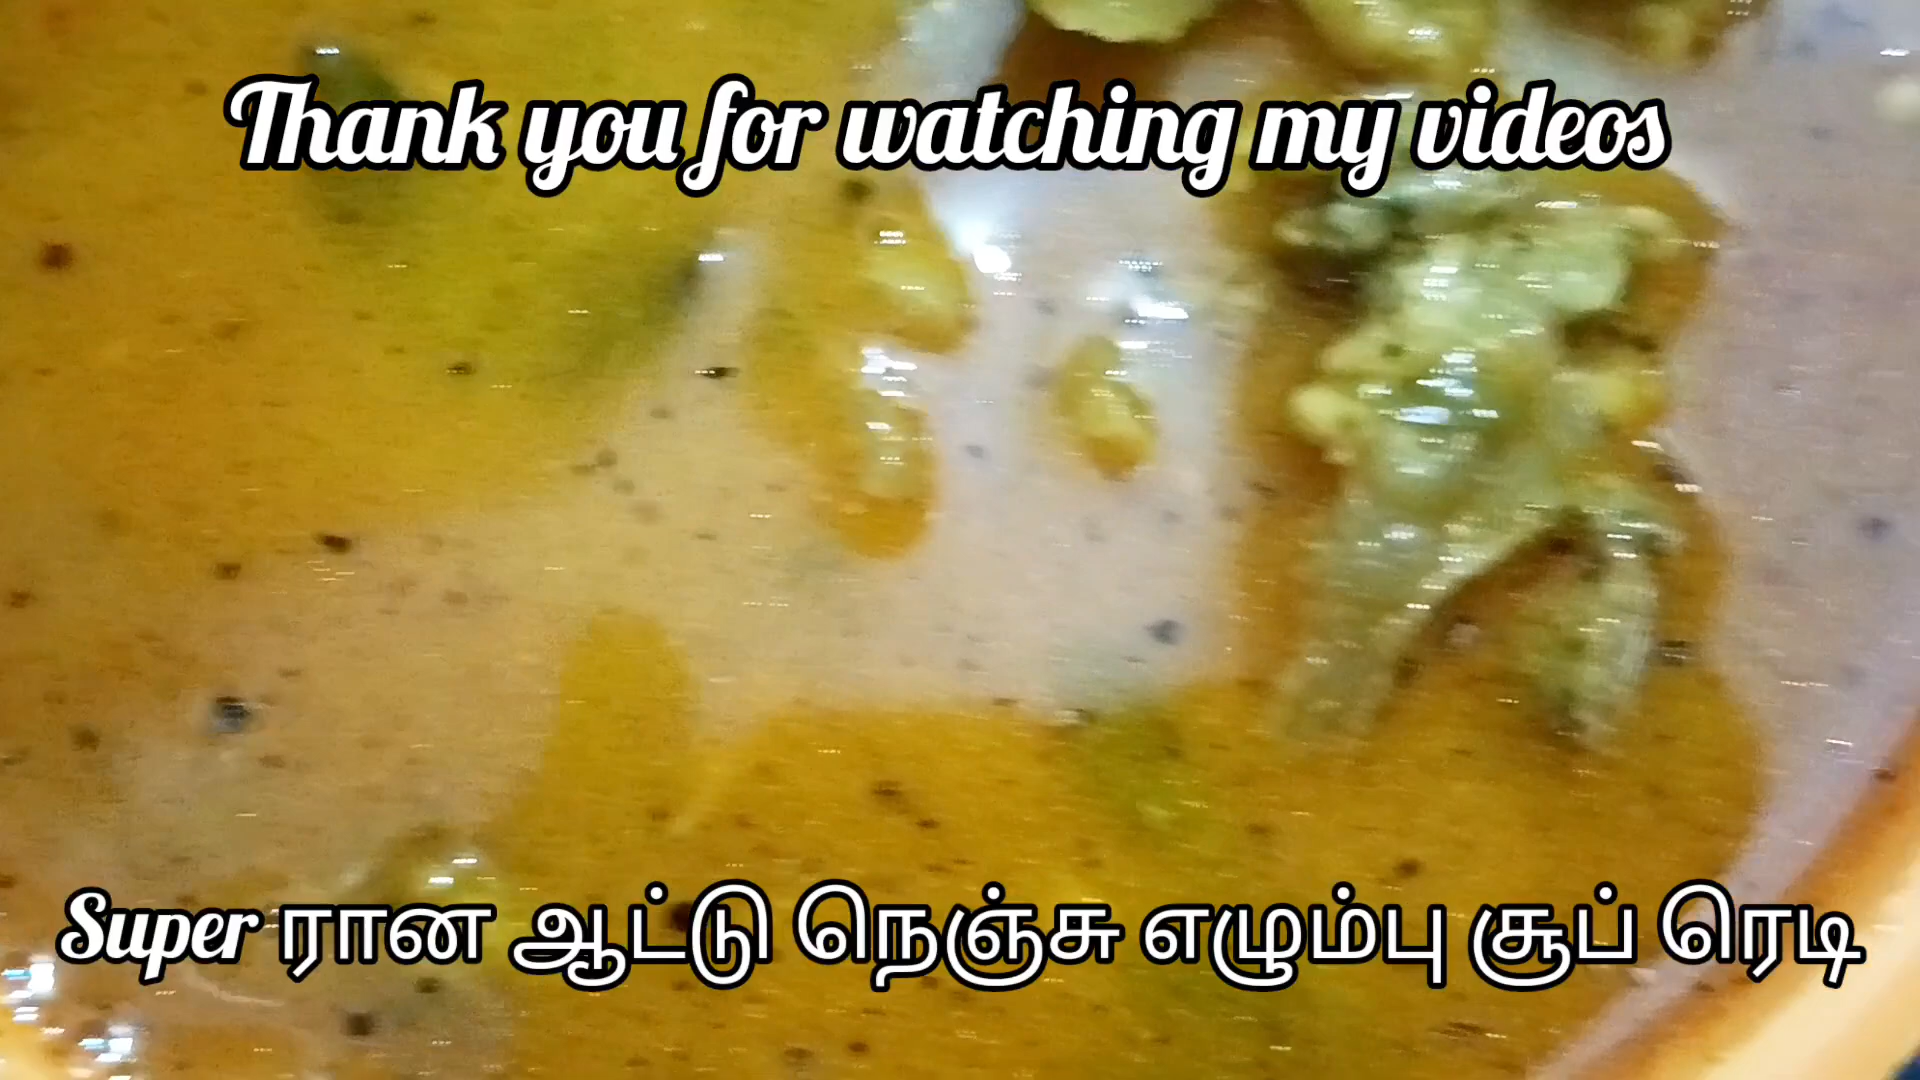 Thank you for watching my videos
Super ரான ஆட்டு நெஞ்சு எழும்பு சூப் ரெடி